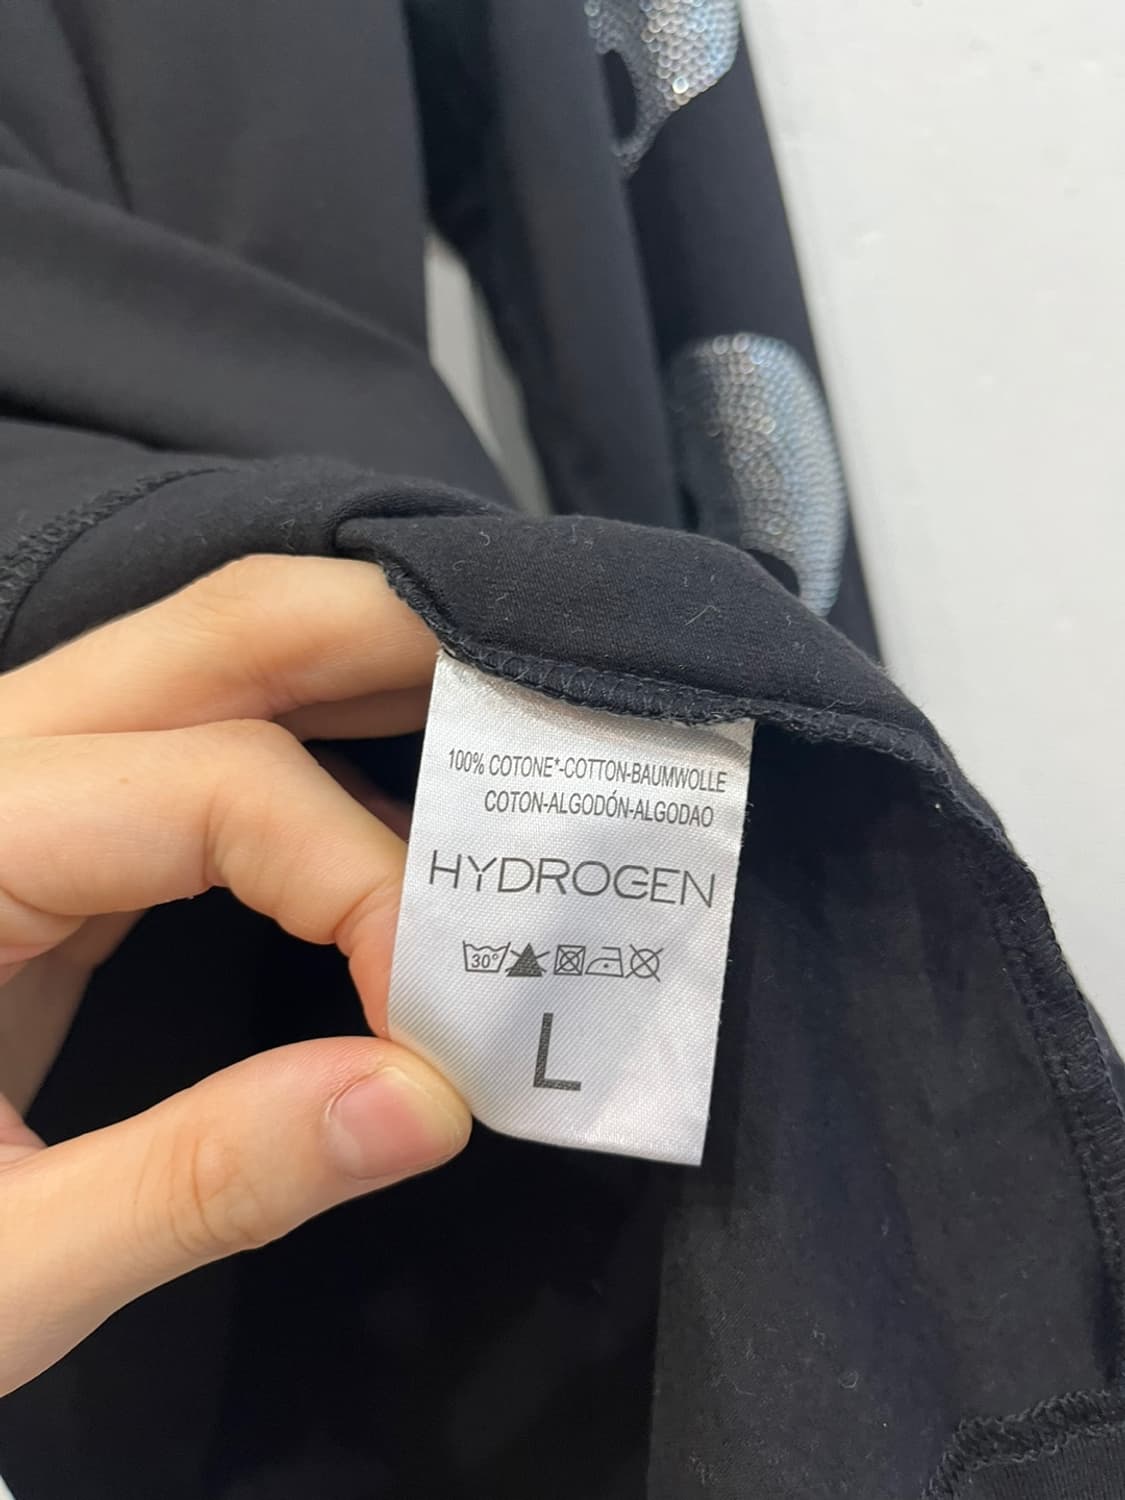 100% COTONE*-COTTON-BAUMWOLLE
COTON-ALGODÓN-ALGODAO
HYDROGEN
30°
L